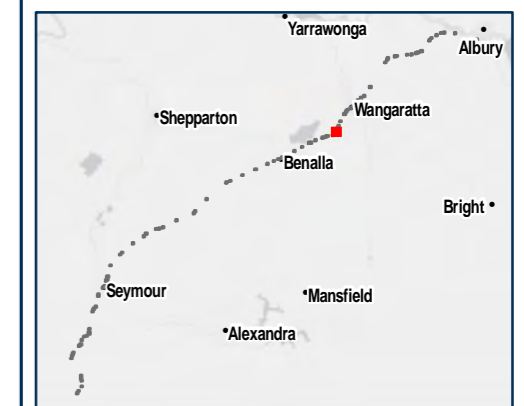 Yarrawonga
Albury
Shepparton
Wangaratta
Benalla
Bright
Seymour
Mansfield
Alexandra